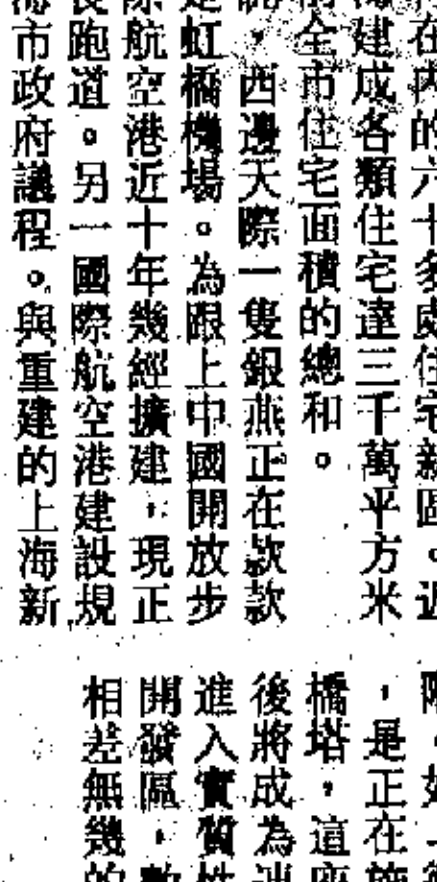 在內的六十多處住宅新區。近
建成各類住宅達三千萬平方米
全市住宅面積的總和。
，西邊天際一隻銀燕正在款款
虹橋機場。為跟上中國開放步
航空港近十年幾經擴建，現正
跑道。另一國際航空港建設規
市政府議程。與重建的上海新
，是正在
橋塔，這座
後將成為
進入實質性
開發區，數
相差無幾的